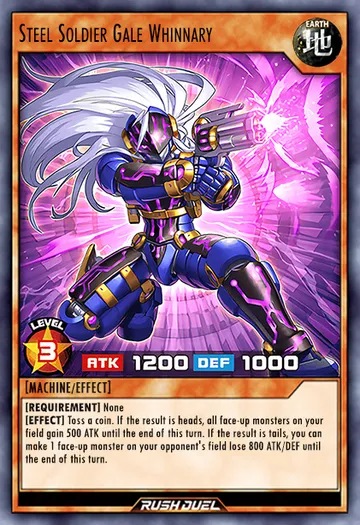 Steel Soldier Gale Whinnary
EARTH
地
LEVEL
3
ATK 1200 DEF 1000
[MACHINE/EFFECT]
[REQUIREMENT] None
[EFFECT] Toss a coin. If the result is heads, all face-up monsters on your
field gain 500 ATK until the end of this turn. If the result is tails, you can
make 1 face-up monster on your opponent's field lose 800 ATK/DEF until
the end of this turn.
RUSH DUEL